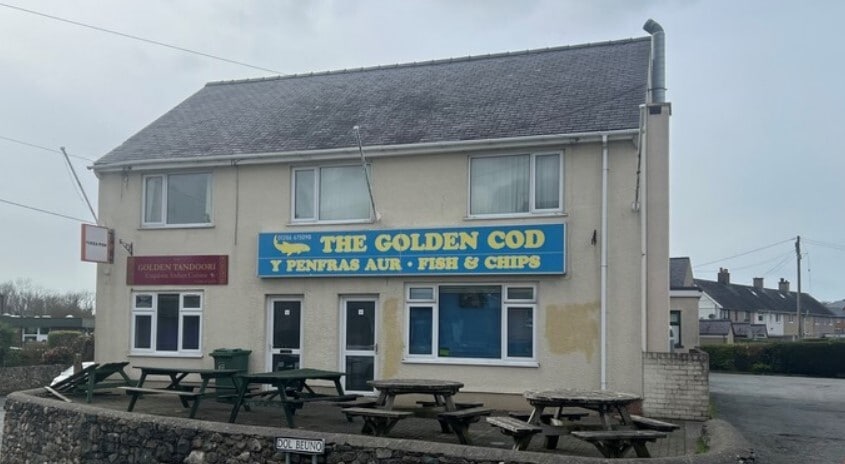 THE GOLDEN COD
Y PENFRAS AUR • FISH & CHIPS
GOLDEN TANDOORI
DOL BEUNO